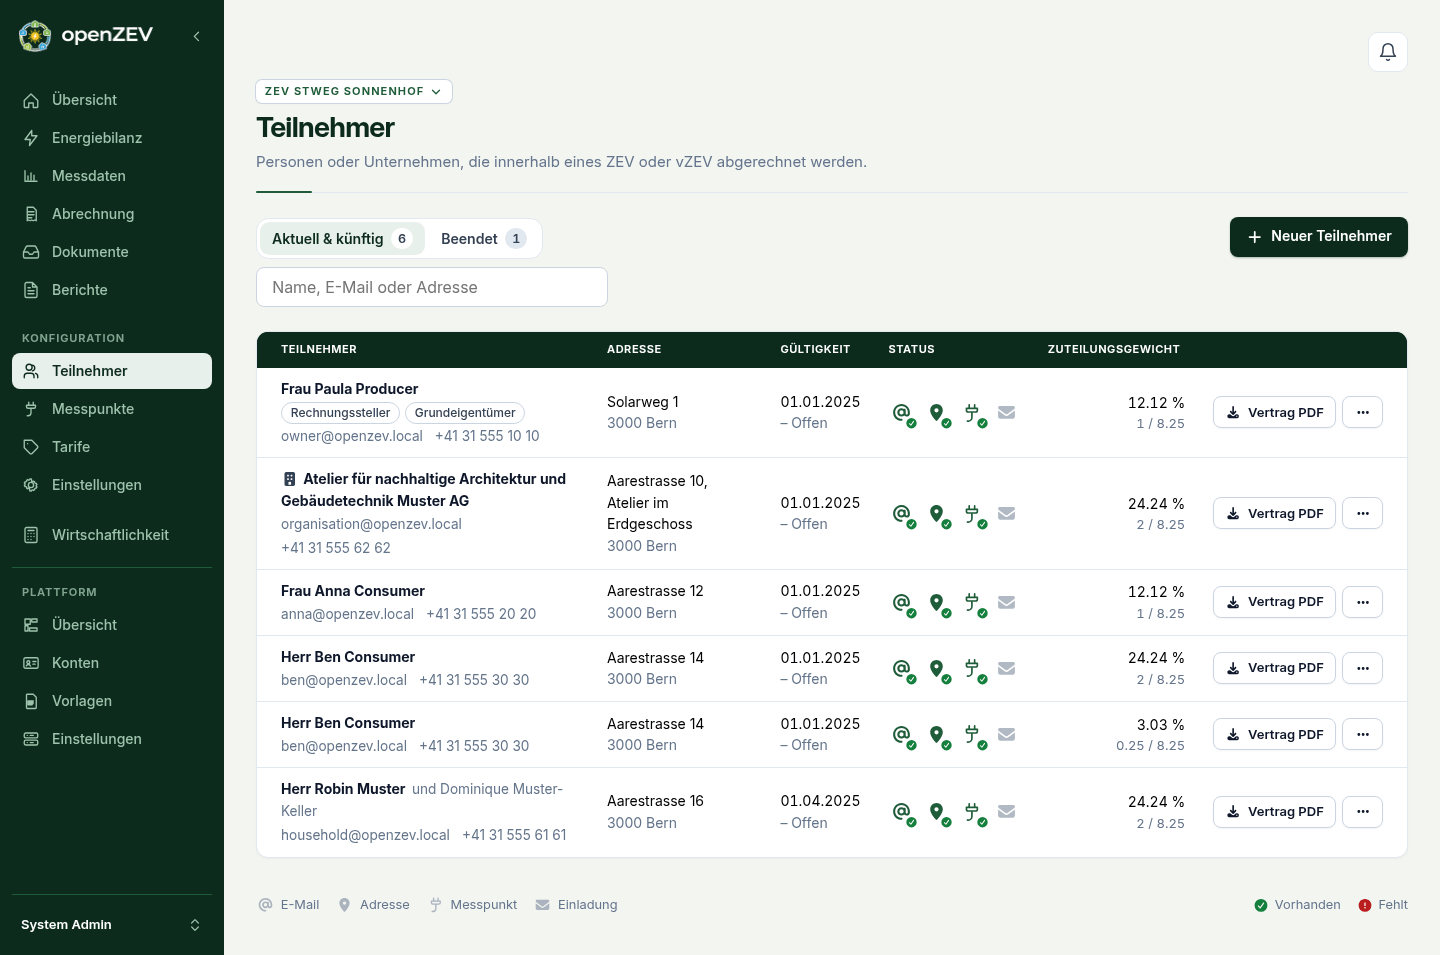 openZEV
Übersicht
Energiebilanz
Messdaten
Abrechnung
Dokumente
Berichte
KONFIGURATION
Teilnehmer
Messpunkte
Tarife
Einstellungen
Wirtschaftlichkeit
PLATTFORM
Übersicht
Konten
Vorlagen
Einstellungen
System Admin
ZEV STWEG SONNENHOF
Teilnehmer
Personen oder Unternehmen, die innerhalb eines ZEV oder vZEV abgerechnet werden.
Aktuell & künftig 6 Beendet 1
Neuer Teilnehmer
Name, E-Mail oder Adresse
TEILNEHMER ADRESSE GÜLTIGKEIT STATUS ZUTEILUNGSGEWICHT
Frau Paula Producer
Rechnungssteller Grundeigentümer
owner@openzev.local +41 31 555 10 10
Solarweg 1
3000 Bern
01.01.2025
– Offen
12.12 %
1 / 8.25
Vertrag PDF
Atelier für nachhaltige Architektur und
Gebäudetechnik Muster AG
organisation@openzev.local
+41 31 555 62 62
Aarestrasse 10,
Atelier im
Erdgeschoss
3000 Bern
01.01.2025
– Offen
24.24 %
2 / 8.25
Vertrag PDF
Frau Anna Consumer
anna@openzev.local +41 31 555 20 20
Aarestrasse 12
3000 Bern
01.01.2025
– Offen
12.12 %
1 / 8.25
Vertrag PDF
Herr Ben Consumer
ben@openzev.local +41 31 555 30 30
Aarestrasse 14
3000 Bern
01.01.2025
– Offen
24.24 %
2 / 8.25
Vertrag PDF
Herr Ben Consumer
ben@openzev.local +41 31 555 30 30
Aarestrasse 14
3000 Bern
01.01.2025
– Offen
3.03 %
0.25 / 8.25
Vertrag PDF
Herr Robin Muster und Dominique Muster-
Keller
household@openzev.local +41 31 555 61 61
Aarestrasse 16
3000 Bern
01.04.2025
– Offen
24.24 %
2 / 8.25
Vertrag PDF
E-Mail Adresse Messpunkt Einladung
Vorhanden Fehlt